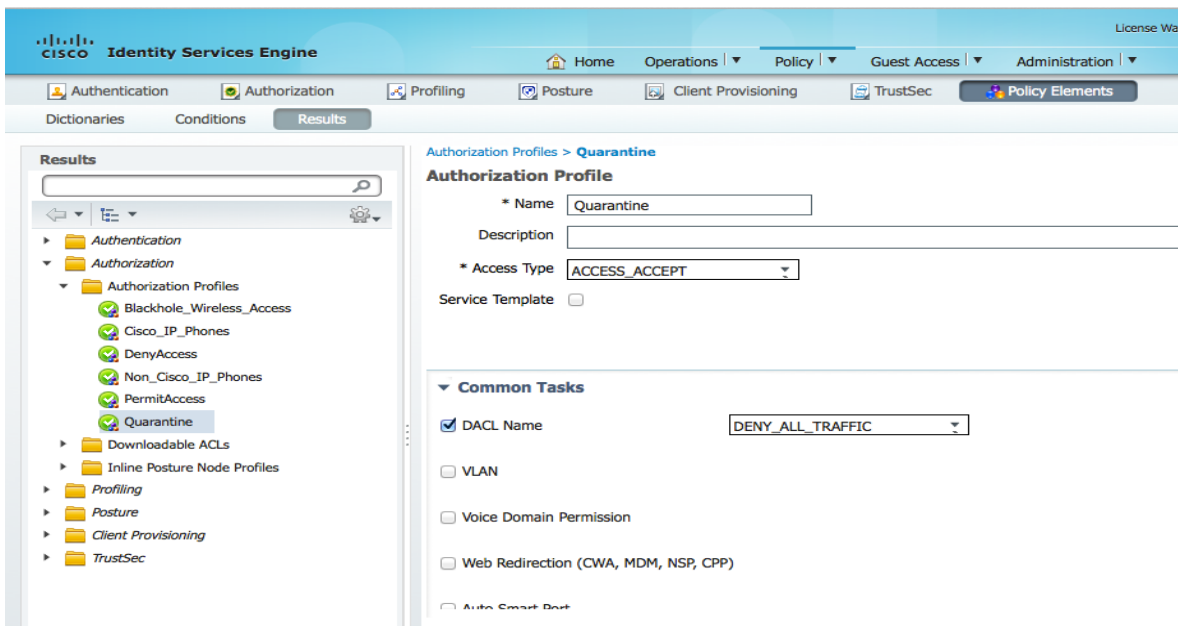 License Wa
CISCO Identity Services Engine
Home Operations Policy Guest Access Administration
Authentication Authorization Profiling Posture Client Provisioning TrustSec Policy Elements
Dictionaries Conditions Results
Results
Authentication
Authorization
Authorization Profiles
Blackhole_Wireless_Access
Cisco_IP_Phones
DenyAccess
Non_Cisco_IP_Phones
PermitAccess
Quarantine
Downloadable ACLs
Inline Posture Node Profiles
Profiling
Posture
Client Provisioning
TrustSec
Authorization Profiles > Quarantine
Authorization Profile
* Name Quarantine
Description
* Access Type ACCESS_ACCEPT
Service Template
Common Tasks
DACL Name DENY_ALL_TRAFFIC
VLAN
Voice Domain Permission
Web Redirection (CWA, MDM, NSP, CPP)
Auto Smart Port